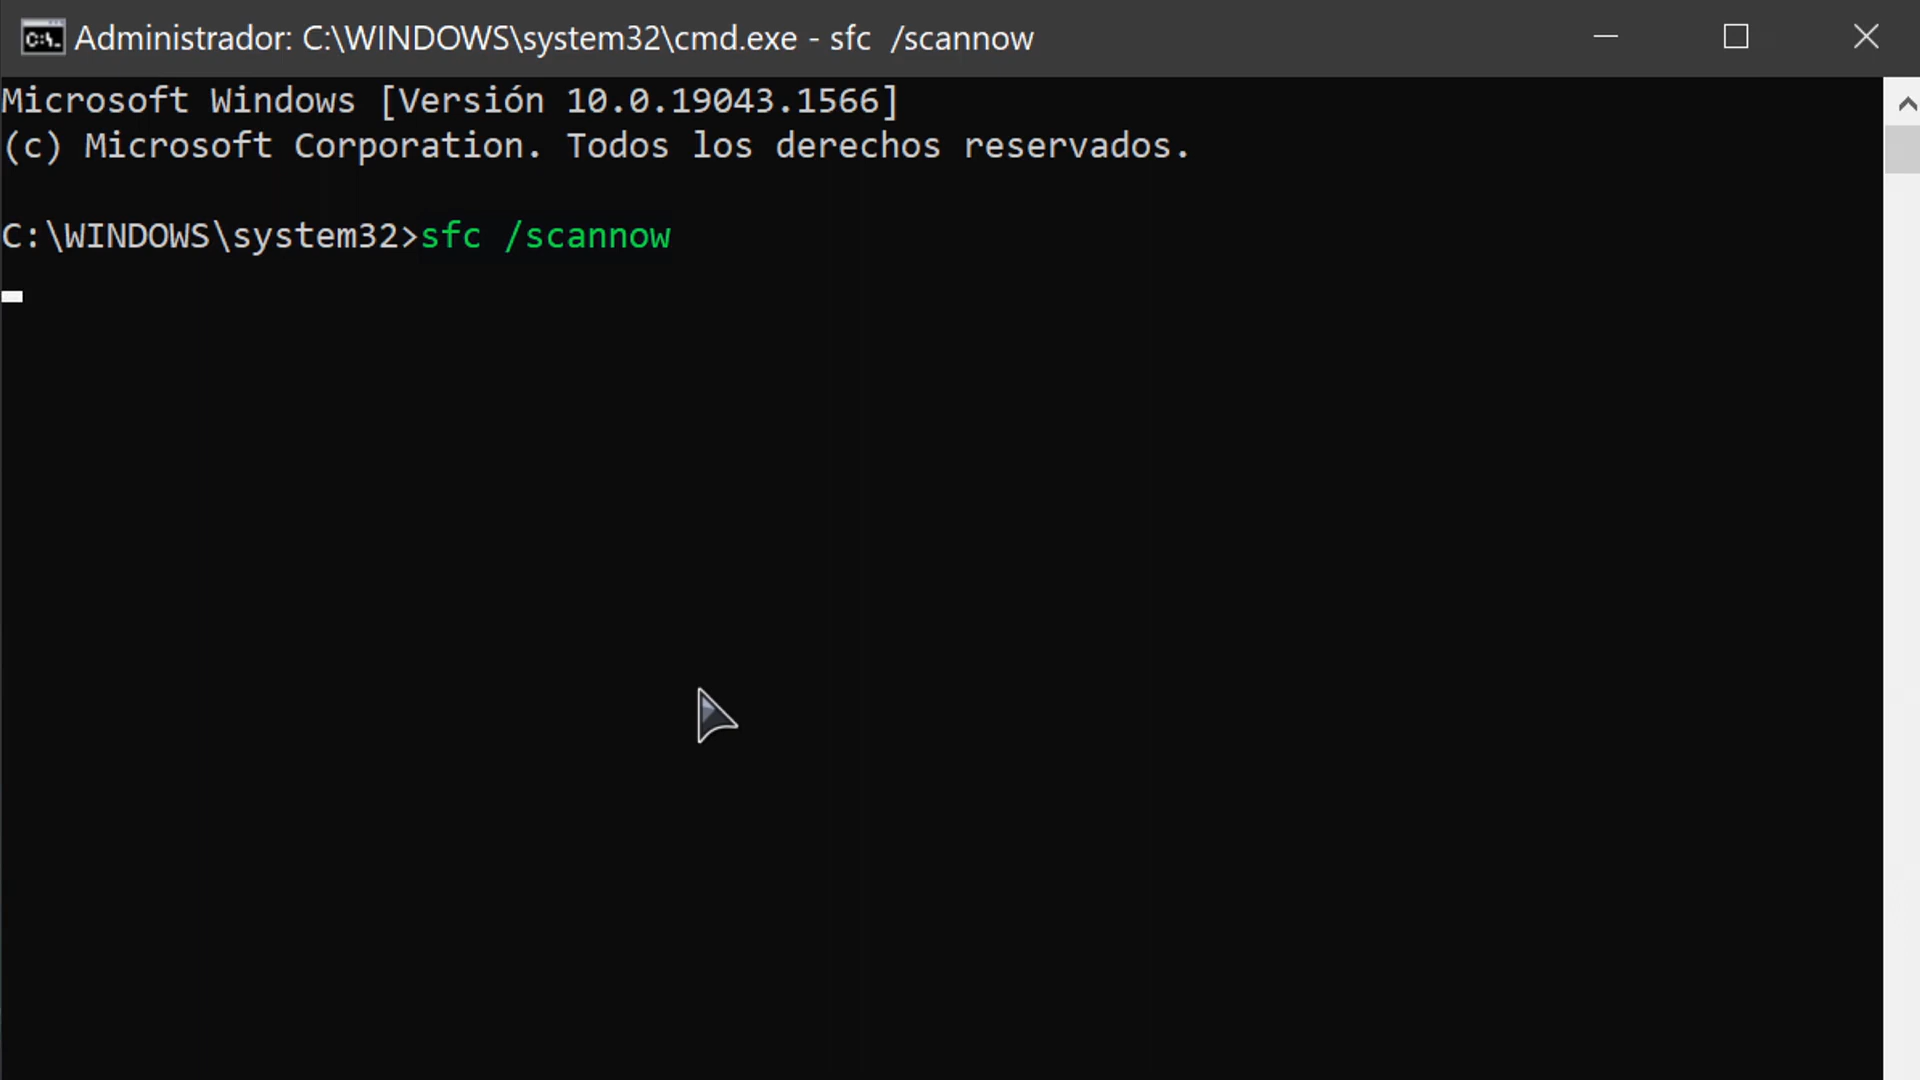 Administrador: C:\WINDOWS\system32\cmd.exe - sfc  /scannow
Microsoft Windows [Versión 10.0.19043.1566]
(c) Microsoft Corporation. Todos los derechos reservados.
C:\WINDOWS\system32>sfc /scannow